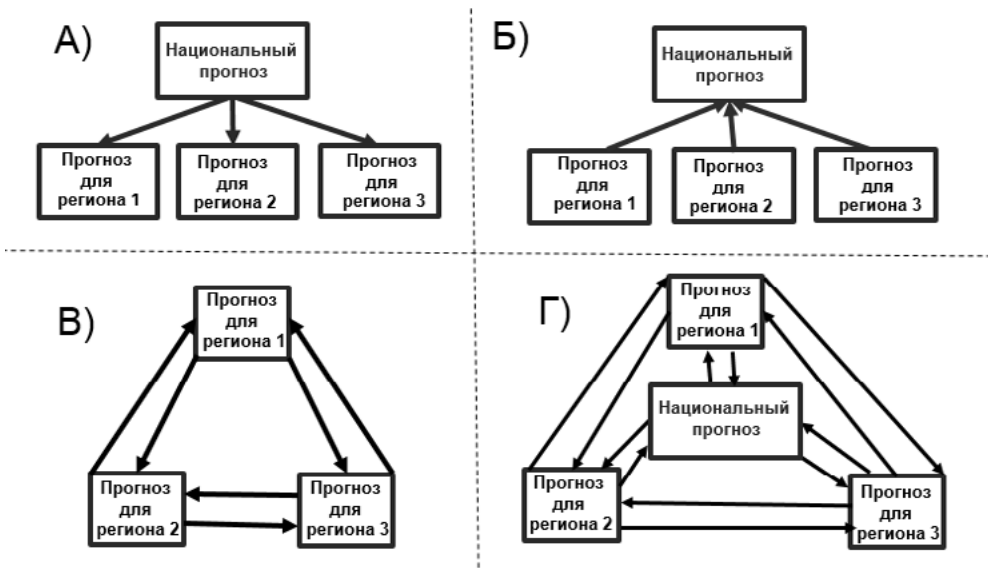 А)
Национальный
прогноз
Прогноз
для
региона 1
Прогноз
для
региона 2
Прогноз
для
региона 3
Б)
Национальный
прогноз
Прогноз
для
региона 1
Прогноз
для
региона 2
Прогноз
для
региона 3
В)
Прогноз
для
региона 1
Прогноз
для
региона 2
Прогноз
для
региона 3
Г)
Прогноз
для
региона 1
Национальный
прогноз
Прогноз
для
региона 2
Прогноз
для
региона 3